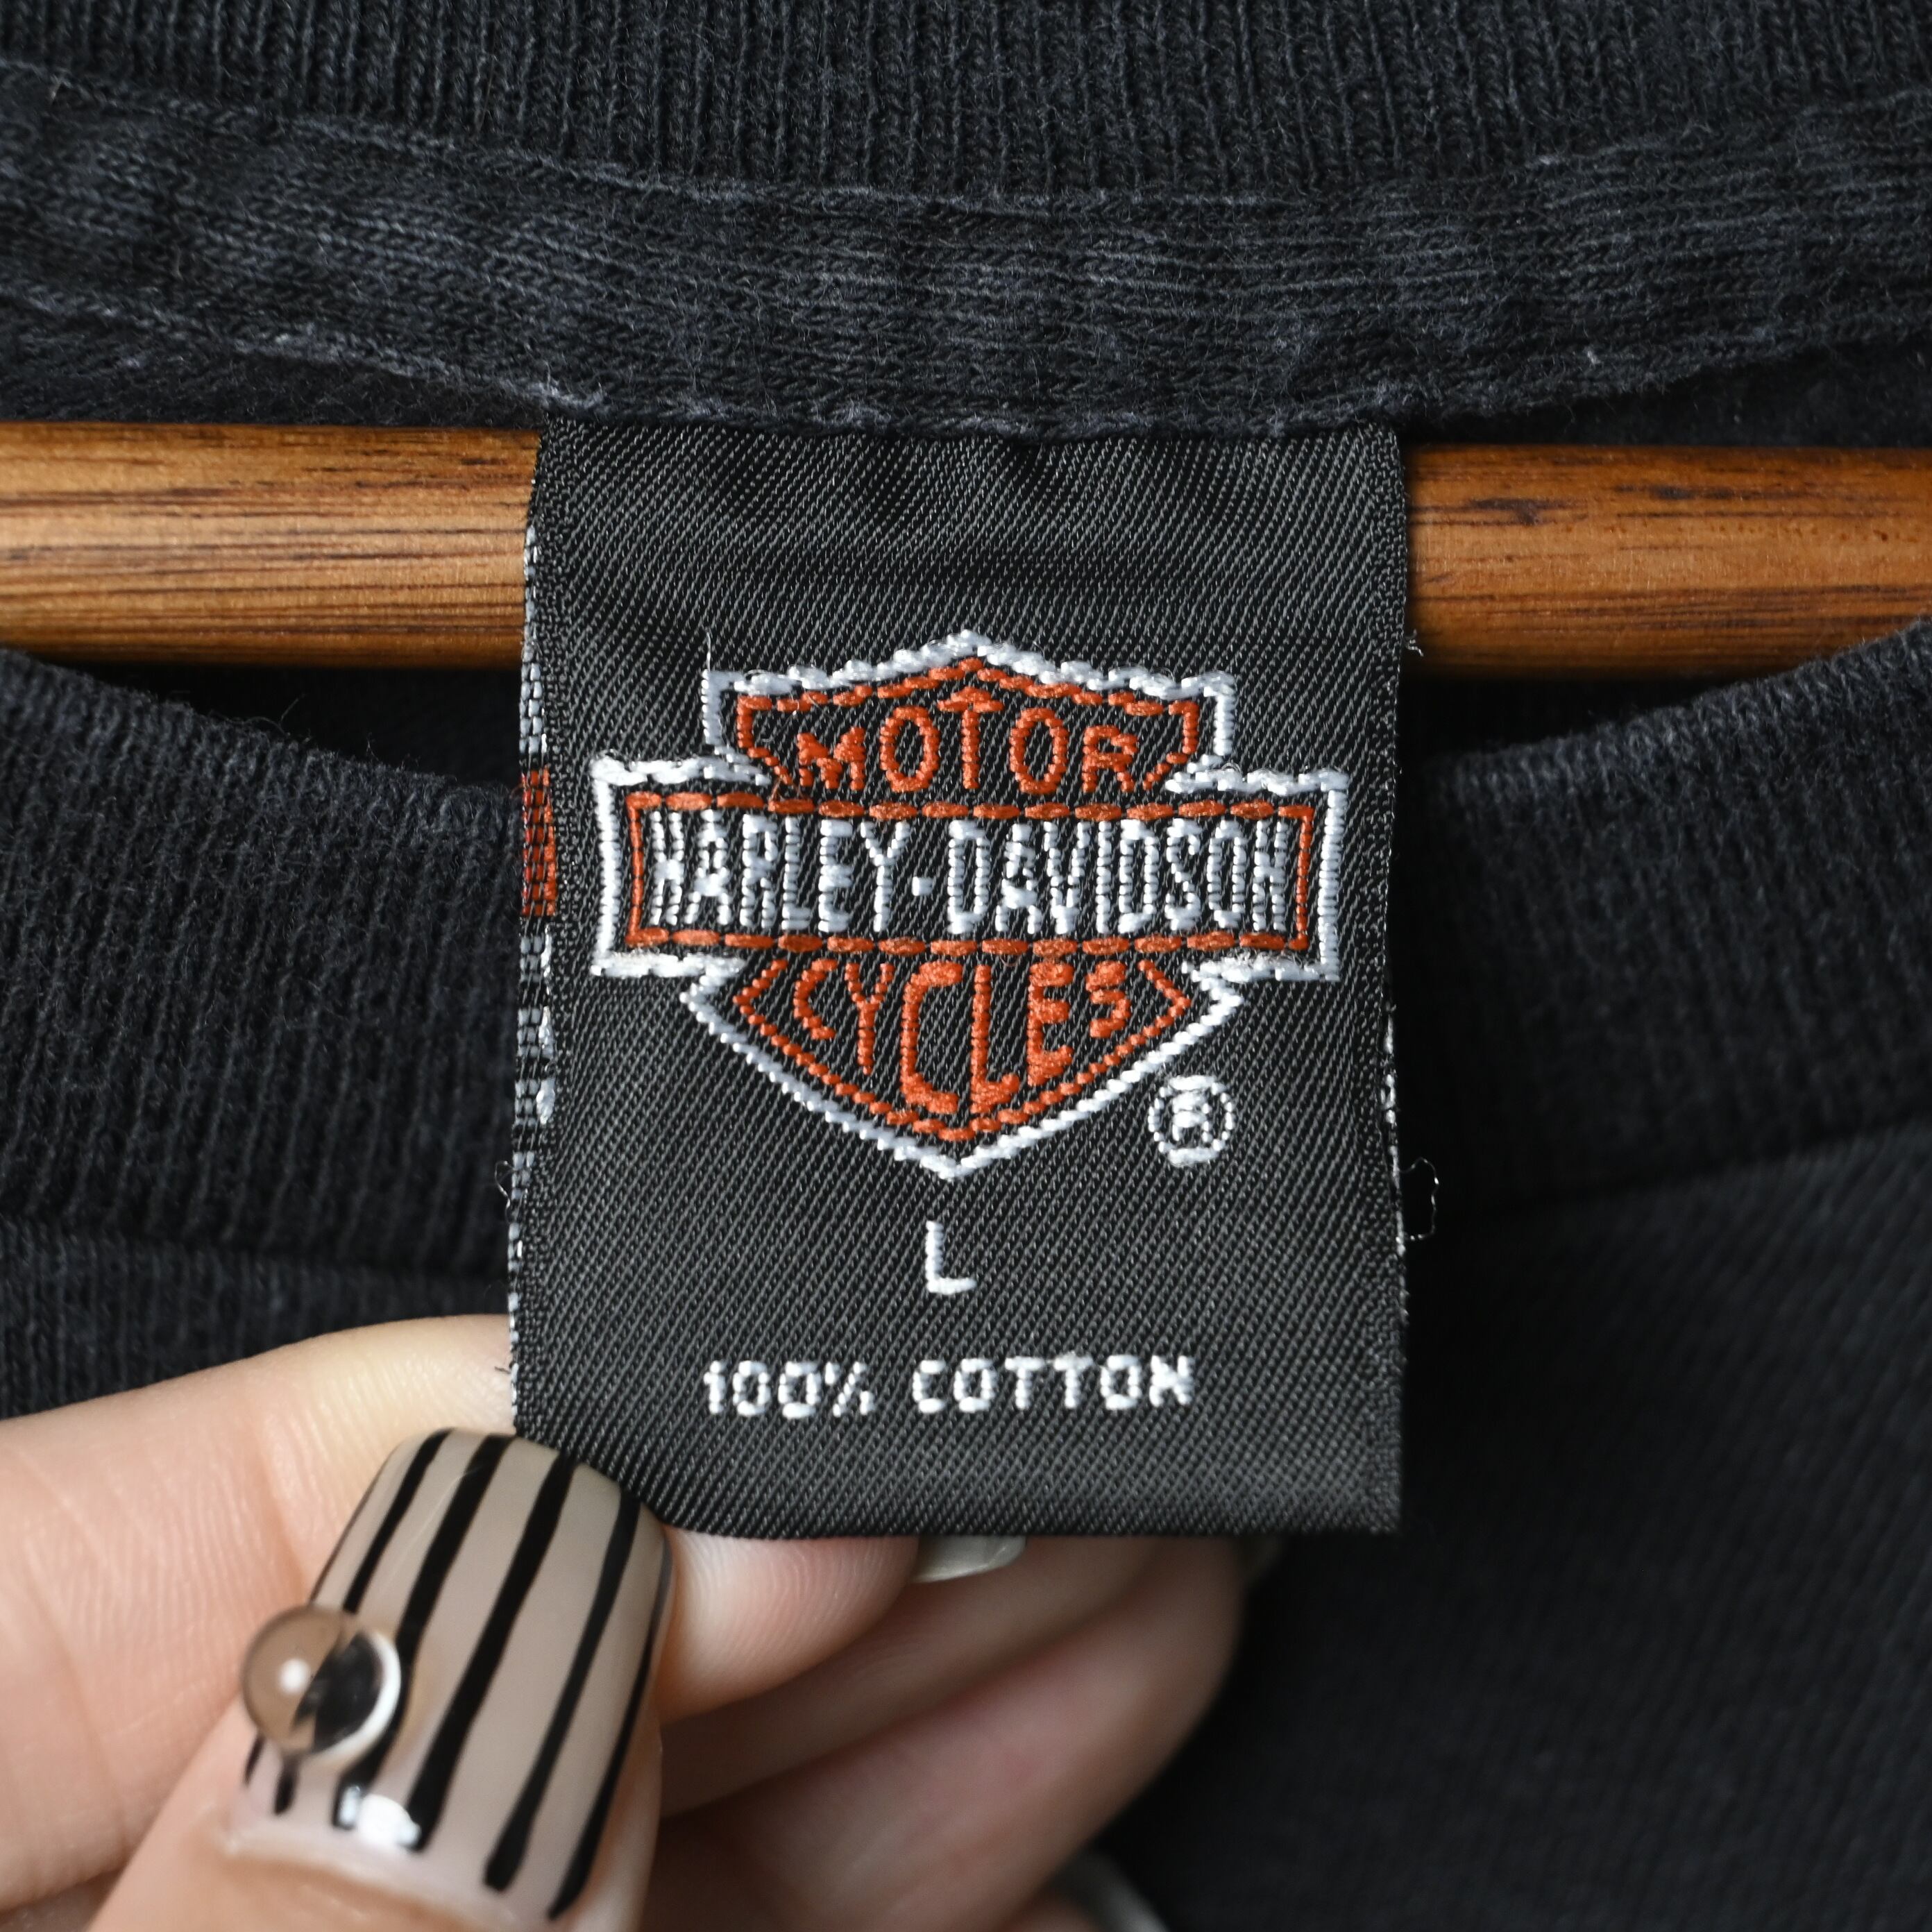 MOTOR
HARLEY-DAVIDSON
CYCLES
®
L
100% COTTON